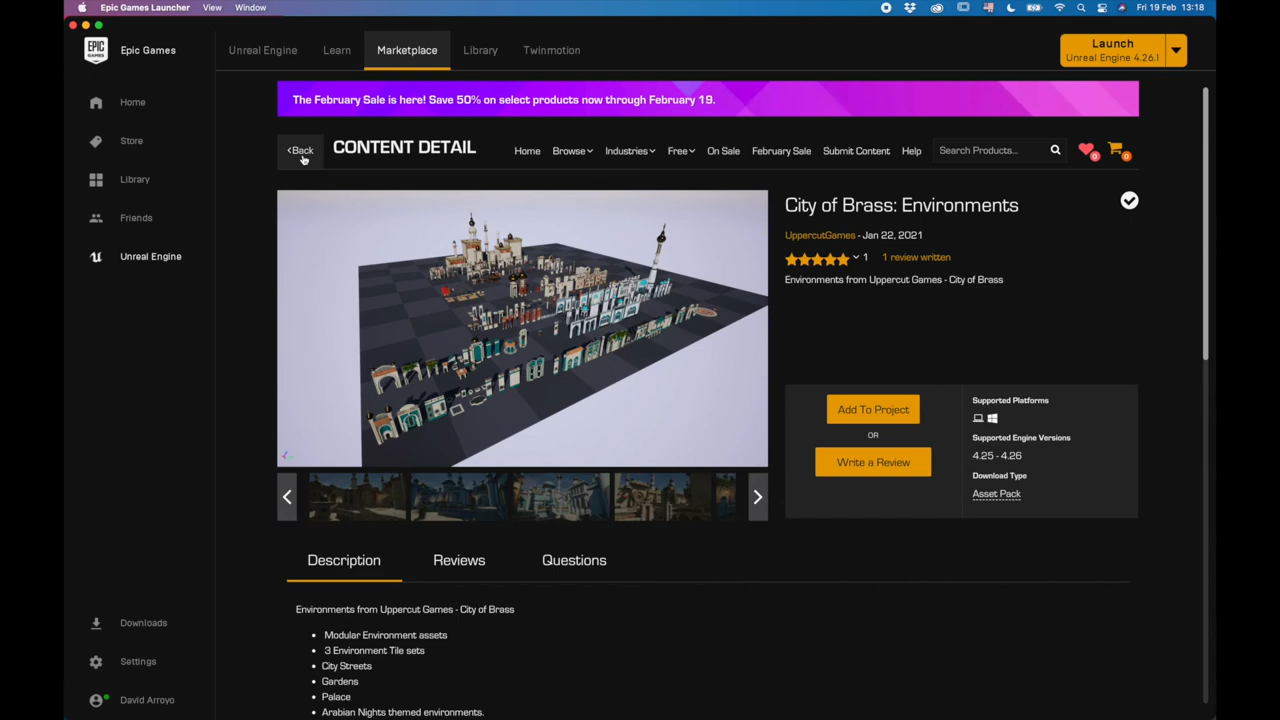 Epic Games Launcher View Window
Fri 19 Feb 13:18
EPIC GAMES
Epic Games
Unreal Engine Learn Marketplace Library Twinmotion
Launch
Unreal Engine 4.26.1
Home
Store
Library
Friends
Unreal Engine
Downloads
Settings
David Arroyo
The February Sale is here! Save 50% on select products now through February 19.
<Back
CONTENT DETAIL
Home Browse Industries Free On Sale February Sale Submit Content Help
Search Products...
0
0
City of Brass: Environments
UppercutGames - Jan 22, 2021
1 1 review written
Environments from Uppercut Games - City of Brass
Add To Project
OR
Write a Review
Supported Platforms
Supported Engine Versions
4.25 - 4.26
Download Type
Asset Pack
Description Reviews Questions
Environments from Uppercut Games - City of Brass
• Modular Environment assets
• 3 Environment Tile sets
• City Streets
• Gardens
• Palace
• Arabian Nights themed environments.